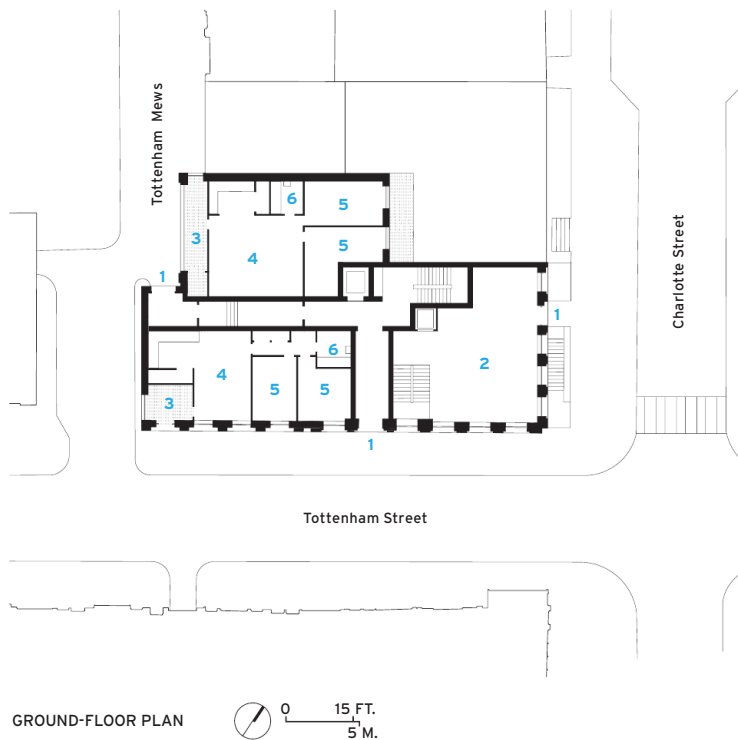 Tottenham Mews
Charlotte Street
6
5
3
5
4
1
1
6
2
4
5
5
3
1
Tottenham Street
GROUND-FLOOR PLAN
0 15 FT.
5 M.